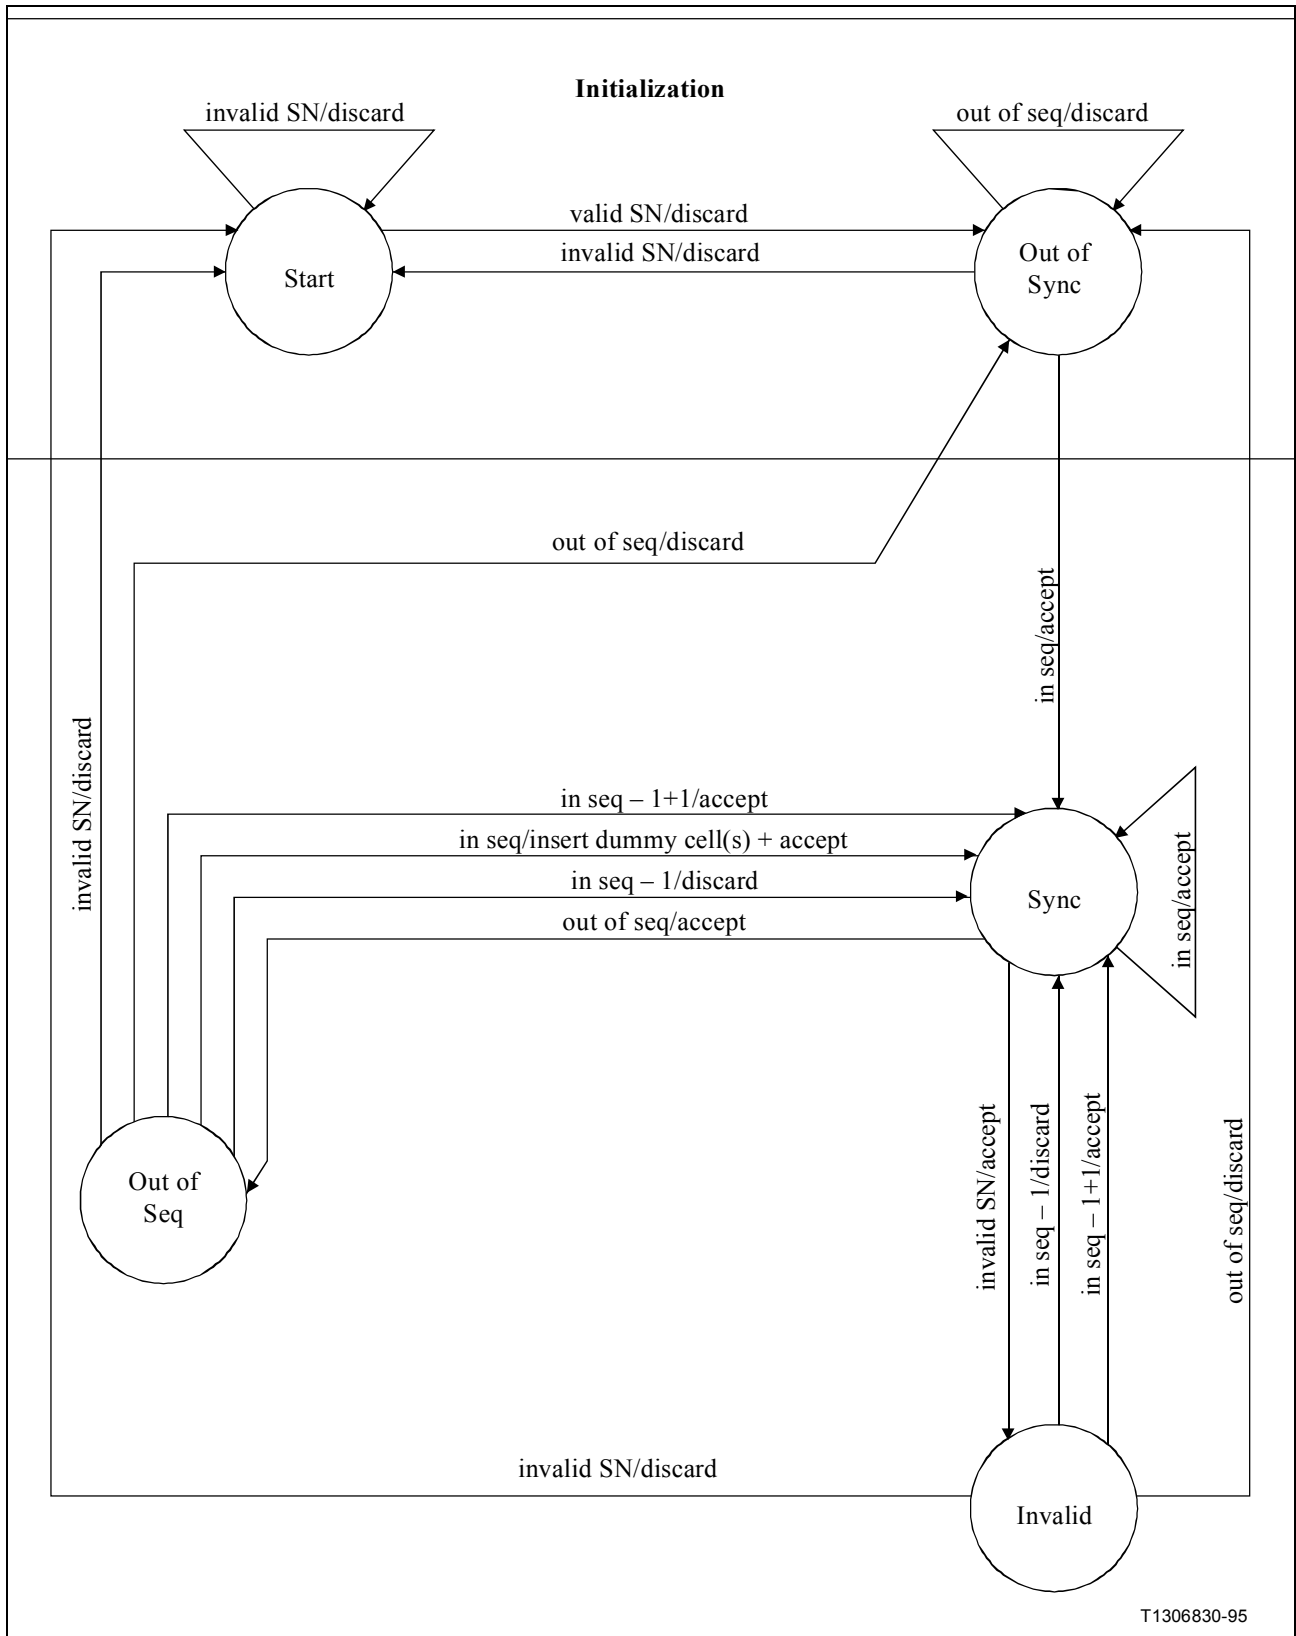 Initialization
invalid SN/discard
out of seq/discard
valid SN/discard
invalid SN/discard
Start
Out of
Sync
out of seq/discard
in seq/accept
invalid SN/discard
in seq – 1+1/accept
in seq/insert dummy cell(s) + accept
in seq – 1/discard
out of seq/accept
Sync
in seq/accept
Out of
Seq
invalid SN/accept
in seq – 1/discard
in seq – 1+1/accept
out of seq/discard
invalid SN/discard
Invalid
T1306830-95